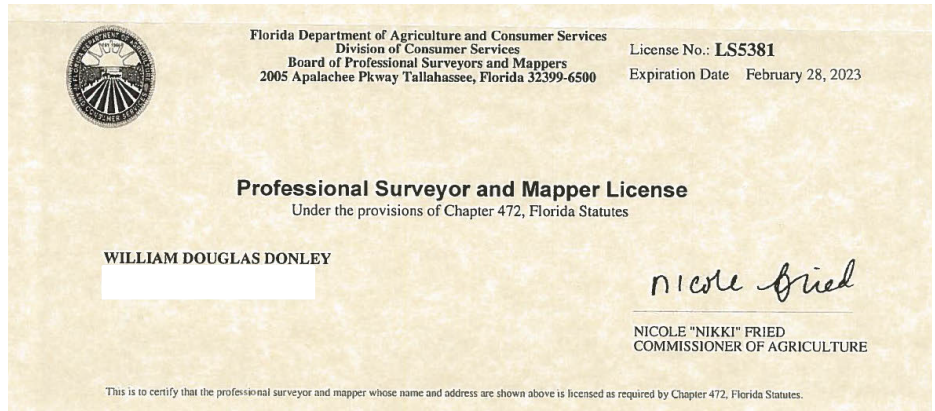 Florida Department of Agriculture and Consumer Services
Division of Consumer Services
Board of Professional Surveyors and Mappers
2005 Apalachee Pkway Tallahassee, Florida 32399-6500
License No.: LS5381
Expiration Date February 28, 2023
Professional Surveyor and Mapper License
Under the provisions of Chapter 472, Florida Statutes
WILLIAM DOUGLAS DONLEY
Nicole Fried
NICOLE "NIKKI" FRIED
COMMISSIONER OF AGRICULTURE
This is to certify that the professional surveyor and mapper whose name and address are shown above is licensed as required by Chapter 472, Florida Statutes.